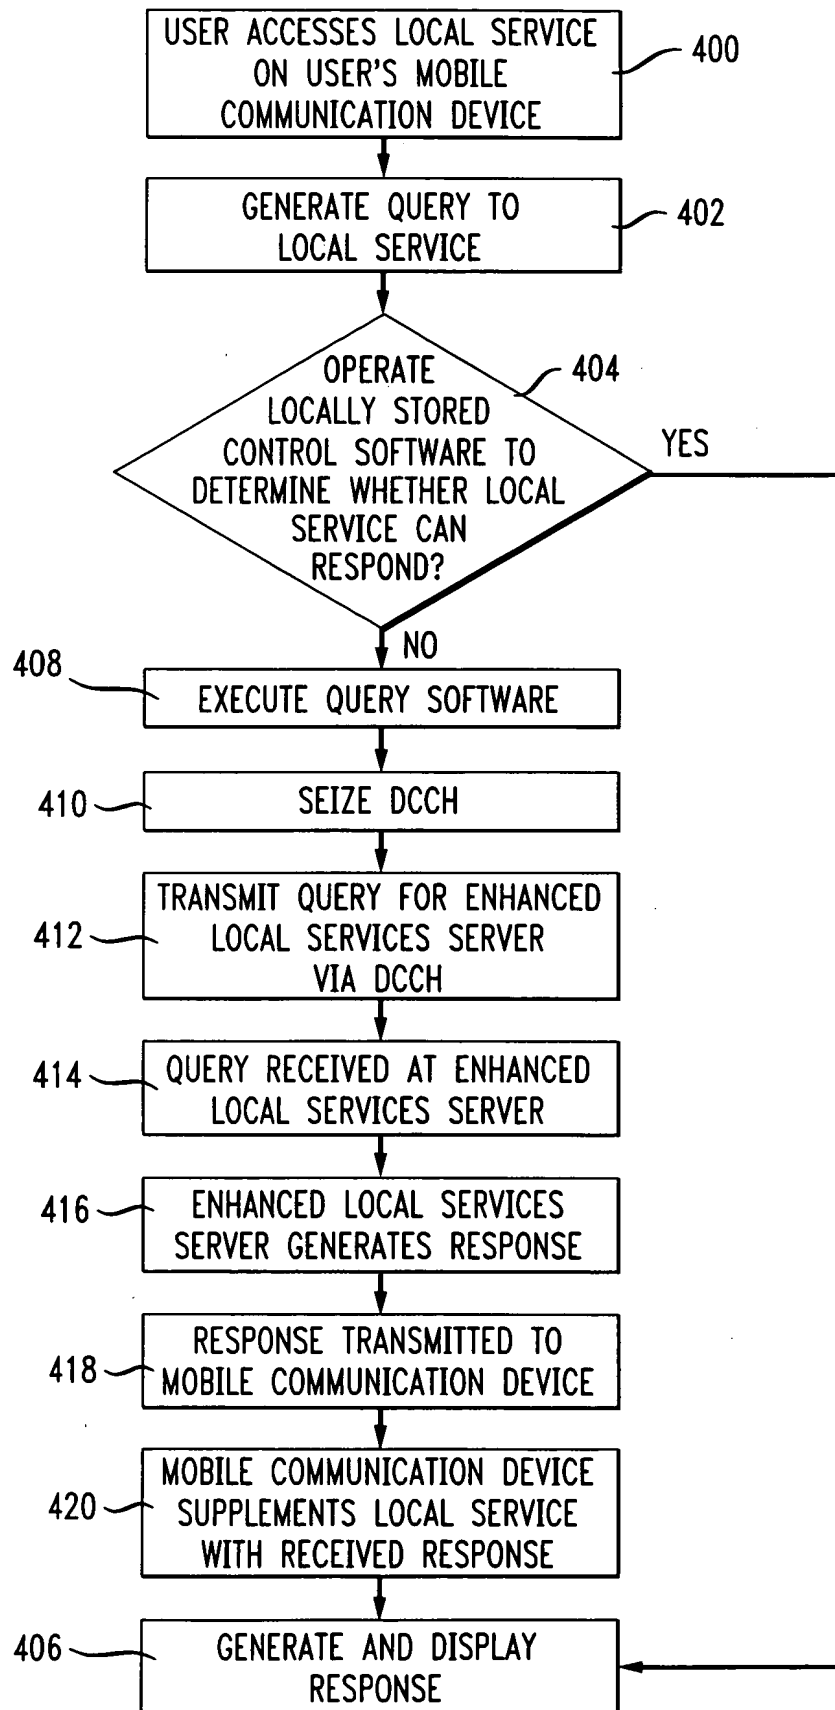 USER ACCESSES LOCAL SERVICE
ON USER'S MOBILE
COMMUNICATION DEVICE
400
GENERATE QUERY TO
LOCAL SERVICE
402
OPERATE
LOCALLY STORED
CONTROL SOFTWARE TO
DETERMINE WHETHER LOCAL
SERVICE CAN
RESPOND?
404
YES
NO
408
EXECUTE QUERY SOFTWARE
410
SEIZE DCCH
412
TRANSMIT QUERY FOR ENHANCED
LOCAL SERVICES SERVER
VIA DCCH
414
QUERY RECEIVED AT ENHANCED
LOCAL SERVICES SERVER
416
ENHANCED LOCAL SERVICES
SERVER GENERATES RESPONSE
418
RESPONSE TRANSMITTED TO
MOBILE COMMUNICATION DEVICE
420
MOBILE COMMUNICATION DEVICE
SUPPLEMENTS LOCAL SERVICE
WITH RECEIVED RESPONSE
406
GENERATE AND DISPLAY
RESPONSE